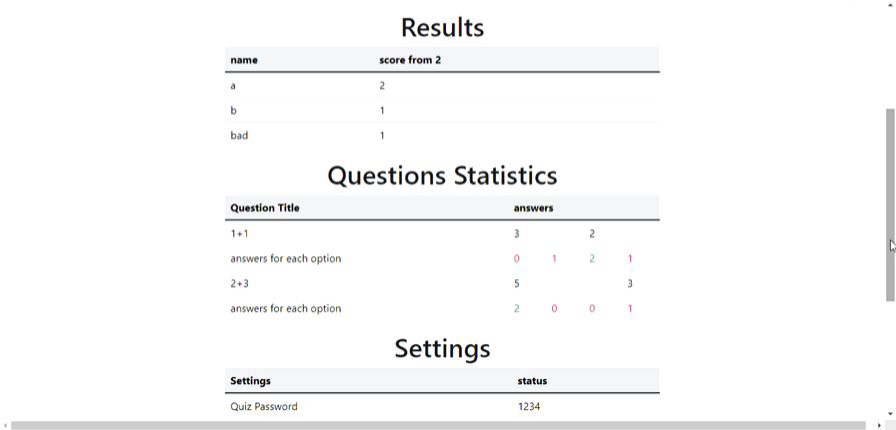 Results
name score from 2
a 2
b 1
bad 1
Questions Statistics
Question Title answers
1+1 3 2
answers for each option 0 1 2 1
2+3 5 3
answers for each option 2 0 0 1
Settings
Settings status
Quiz Password 1234